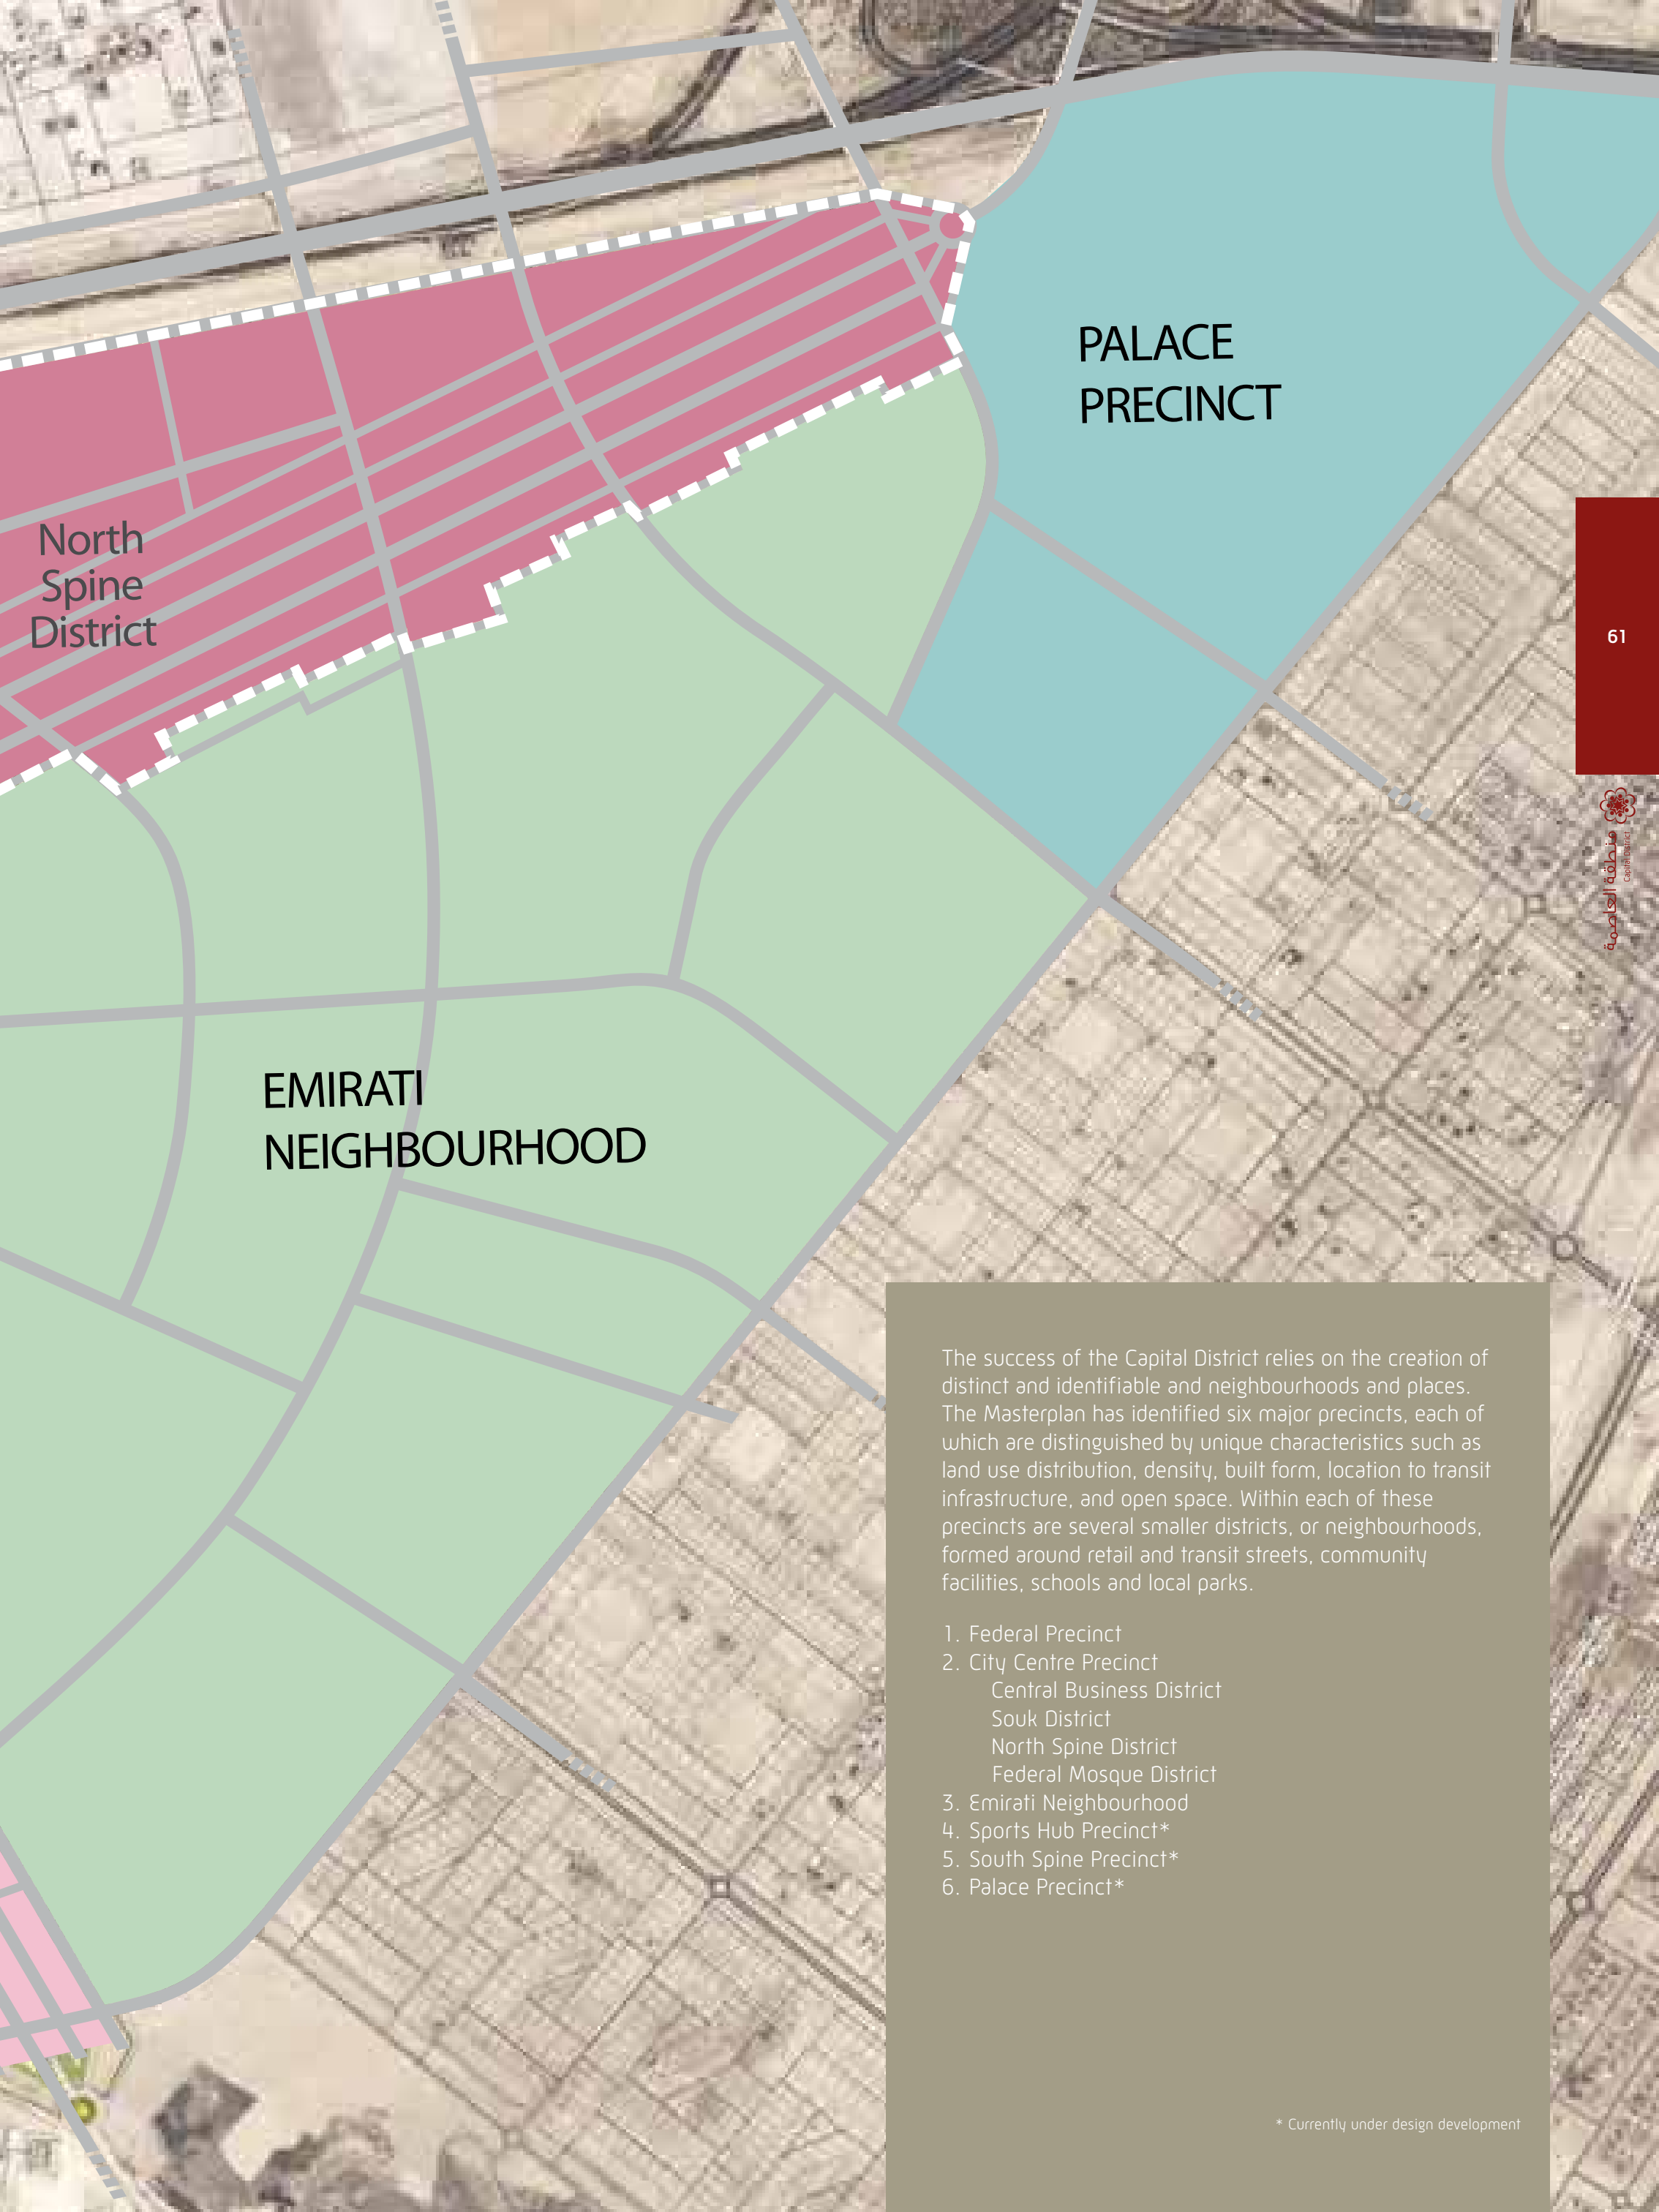 PALACE
PRECINCT
North
Spine
District
61
منطقة العاصمة
Capital District
EMIRATI
NEIGHBOURHOOD
The success of the Capital District relies on the creation of
distinct and identifiable and neighbourhoods and places.
The Masterplan has identified six major precincts, each of
which are distinguished by unique characteristics such as
land use distribution, density, built form, location to transit
infrastructure, and open space. Within each of these
precincts are several smaller districts, or neighbourhoods,
formed around retail and transit streets, community
facilities, schools and local parks.
1. Federal Precinct
2. City Centre Precinct
Central Business District
Souk District
North Spine District
Federal Mosque District
3. Emirati Neighbourhood
4. Sports Hub Precinct*
5. South Spine Precinct*
6. Palace Precinct*
* Currently under design development